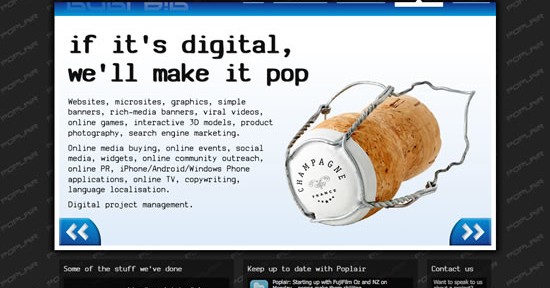 if it's digital,
we'll make it pop
Websites, microsites, graphics, simple
banners, rich-media banners, viral videos,
online games, interactive 3D models, product
photography, search engine marketing.
Online media buying, online events, social
media, widgets, online community outreach,
online PR, iPhone/Android/Windows Phone
applications, online TV, copywriting,
language localisation.
Digital project management.
CHAMPAGNE
FRANCE
Some of the stuff we've done
Keep up to date with Poplair
Contact us
Poplair: Starting up with FujiFilm Oz and NZ on
Want to speak to us
POPLAIR